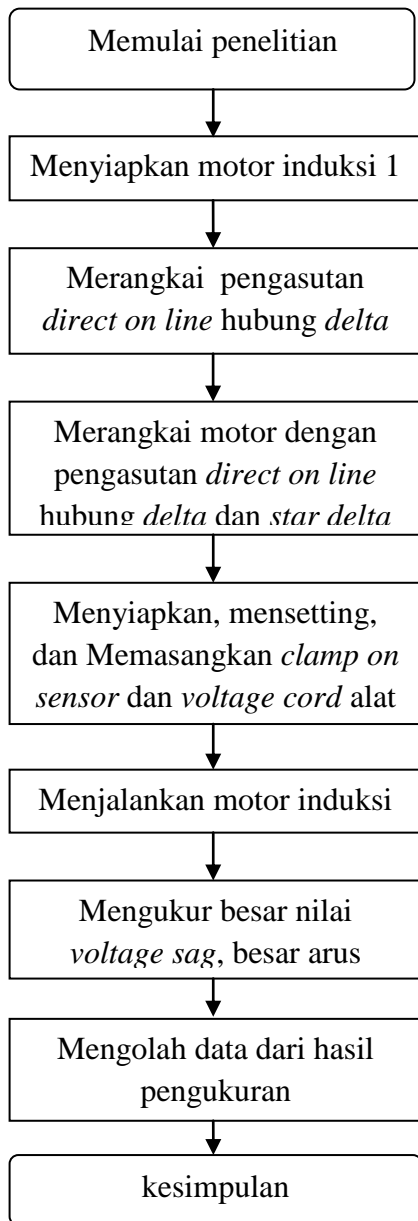 Memulai penelitian
Menyiapkan motor induksi 1
Merangkai pengasutan
direct on line hubung delta
Merangkai motor dengan
pengasutan direct on line
hubung delta dan star delta
Menyiapkan, mensetting,
dan Memasangkan clamp on
sensor dan voltage cord alat
Menjalankan motor induksi
Mengukur besar nilai
voltage sag, besar arus
Mengolah data dari hasil
pengukuran
kesimpulan